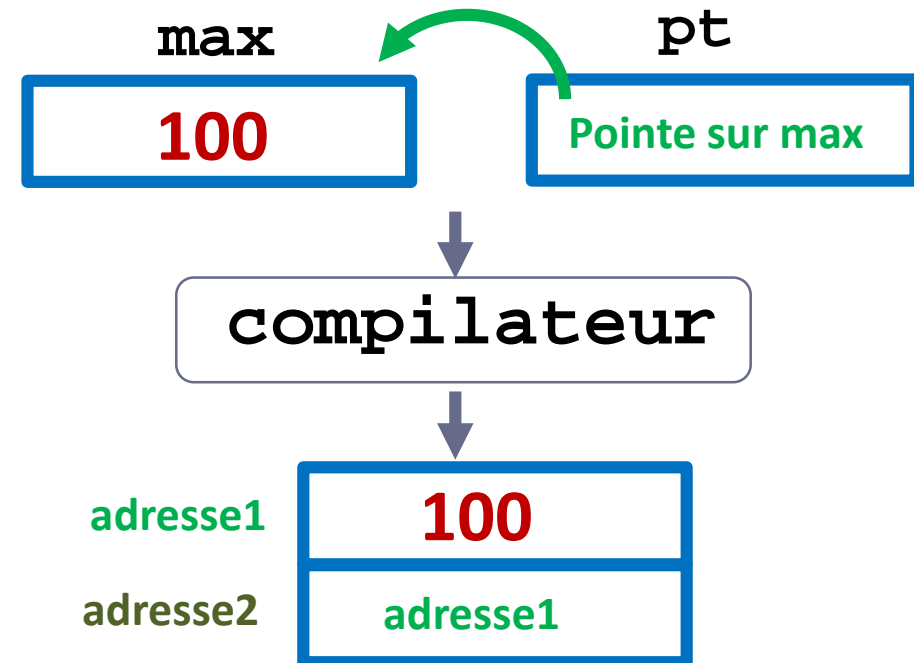 max
pt
100
Pointe sur max
compilateur
adresse1
100
adresse2
adresse1